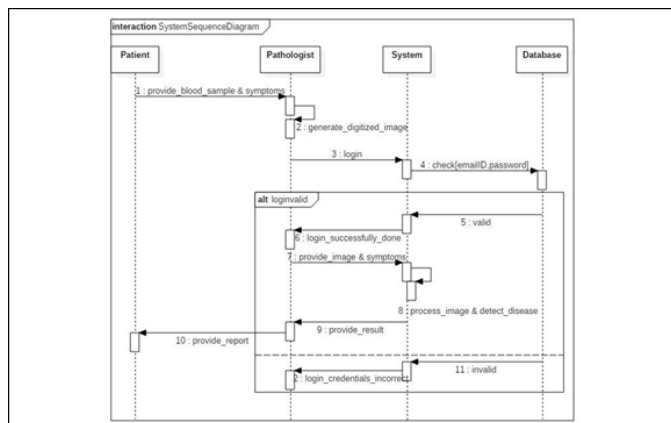 interaction SystemSequenceDiagram
Patient
Pathologist
System
Database
1 : provide_blood_sample & symptoms
2 : generate_digitized_image
3 : login
4 : check[emailID,password]
alt loginvalid
5 : valid
6 : login_successfully_done
7 : provide_image & symptoms
8 : process_image & detect_disease
9 : provide_result
10 : provide_report
11 : invalid
2 : login_credentials_incorrect